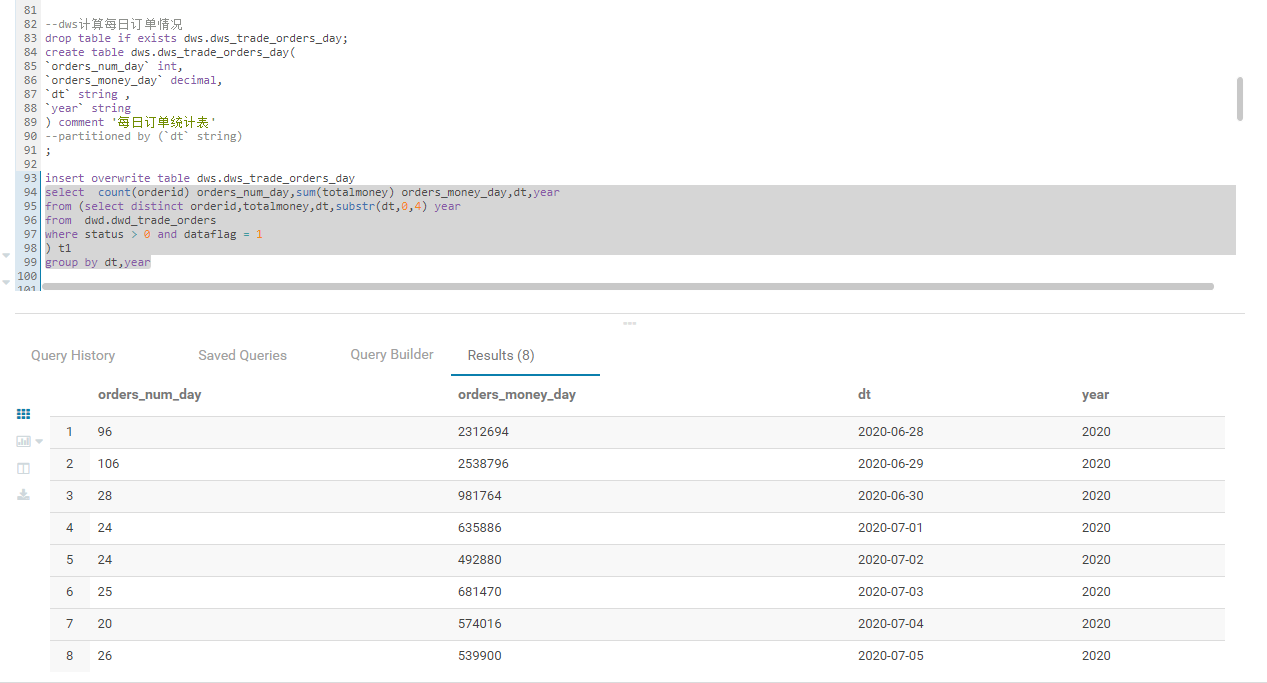 81
82 --dws计算每日订单情况
83 drop table if exists dws.dws_trade_orders_day;
84 create table dws.dws_trade_orders_day(
85 `orders_num_day` int,
86 `orders_money_day` decimal,
87 `dt` string ,
88 `year` string
89 ) comment '每日订单统计表'
90 --partitioned by (`dt` string)
91 ;
92
93 insert overwrite table dws.dws_trade_orders_day
94 select  count(orderid) orders_num_day,sum(totalmoney) orders_money_day,dt,year
95 from (select distinct orderid,totalmoney,dt,substr(dt,0,4) year
96 from  dwd.dwd_trade_orders
97 where status > 0 and dataflag = 1
98 ) t1
99 group by dt,year
100
101
Query History Saved Queries Query Builder Results (8)
orders_num_day orders_money_day dt year
1 96 2312694 2020-06-28 2020
2 106 2538796 2020-06-29 2020
3 28 981764 2020-06-30 2020
4 24 635886 2020-07-01 2020
5 24 492880 2020-07-02 2020
6 25 681470 2020-07-03 2020
7 20 574016 2020-07-04 2020
8 26 539900 2020-07-05 2020